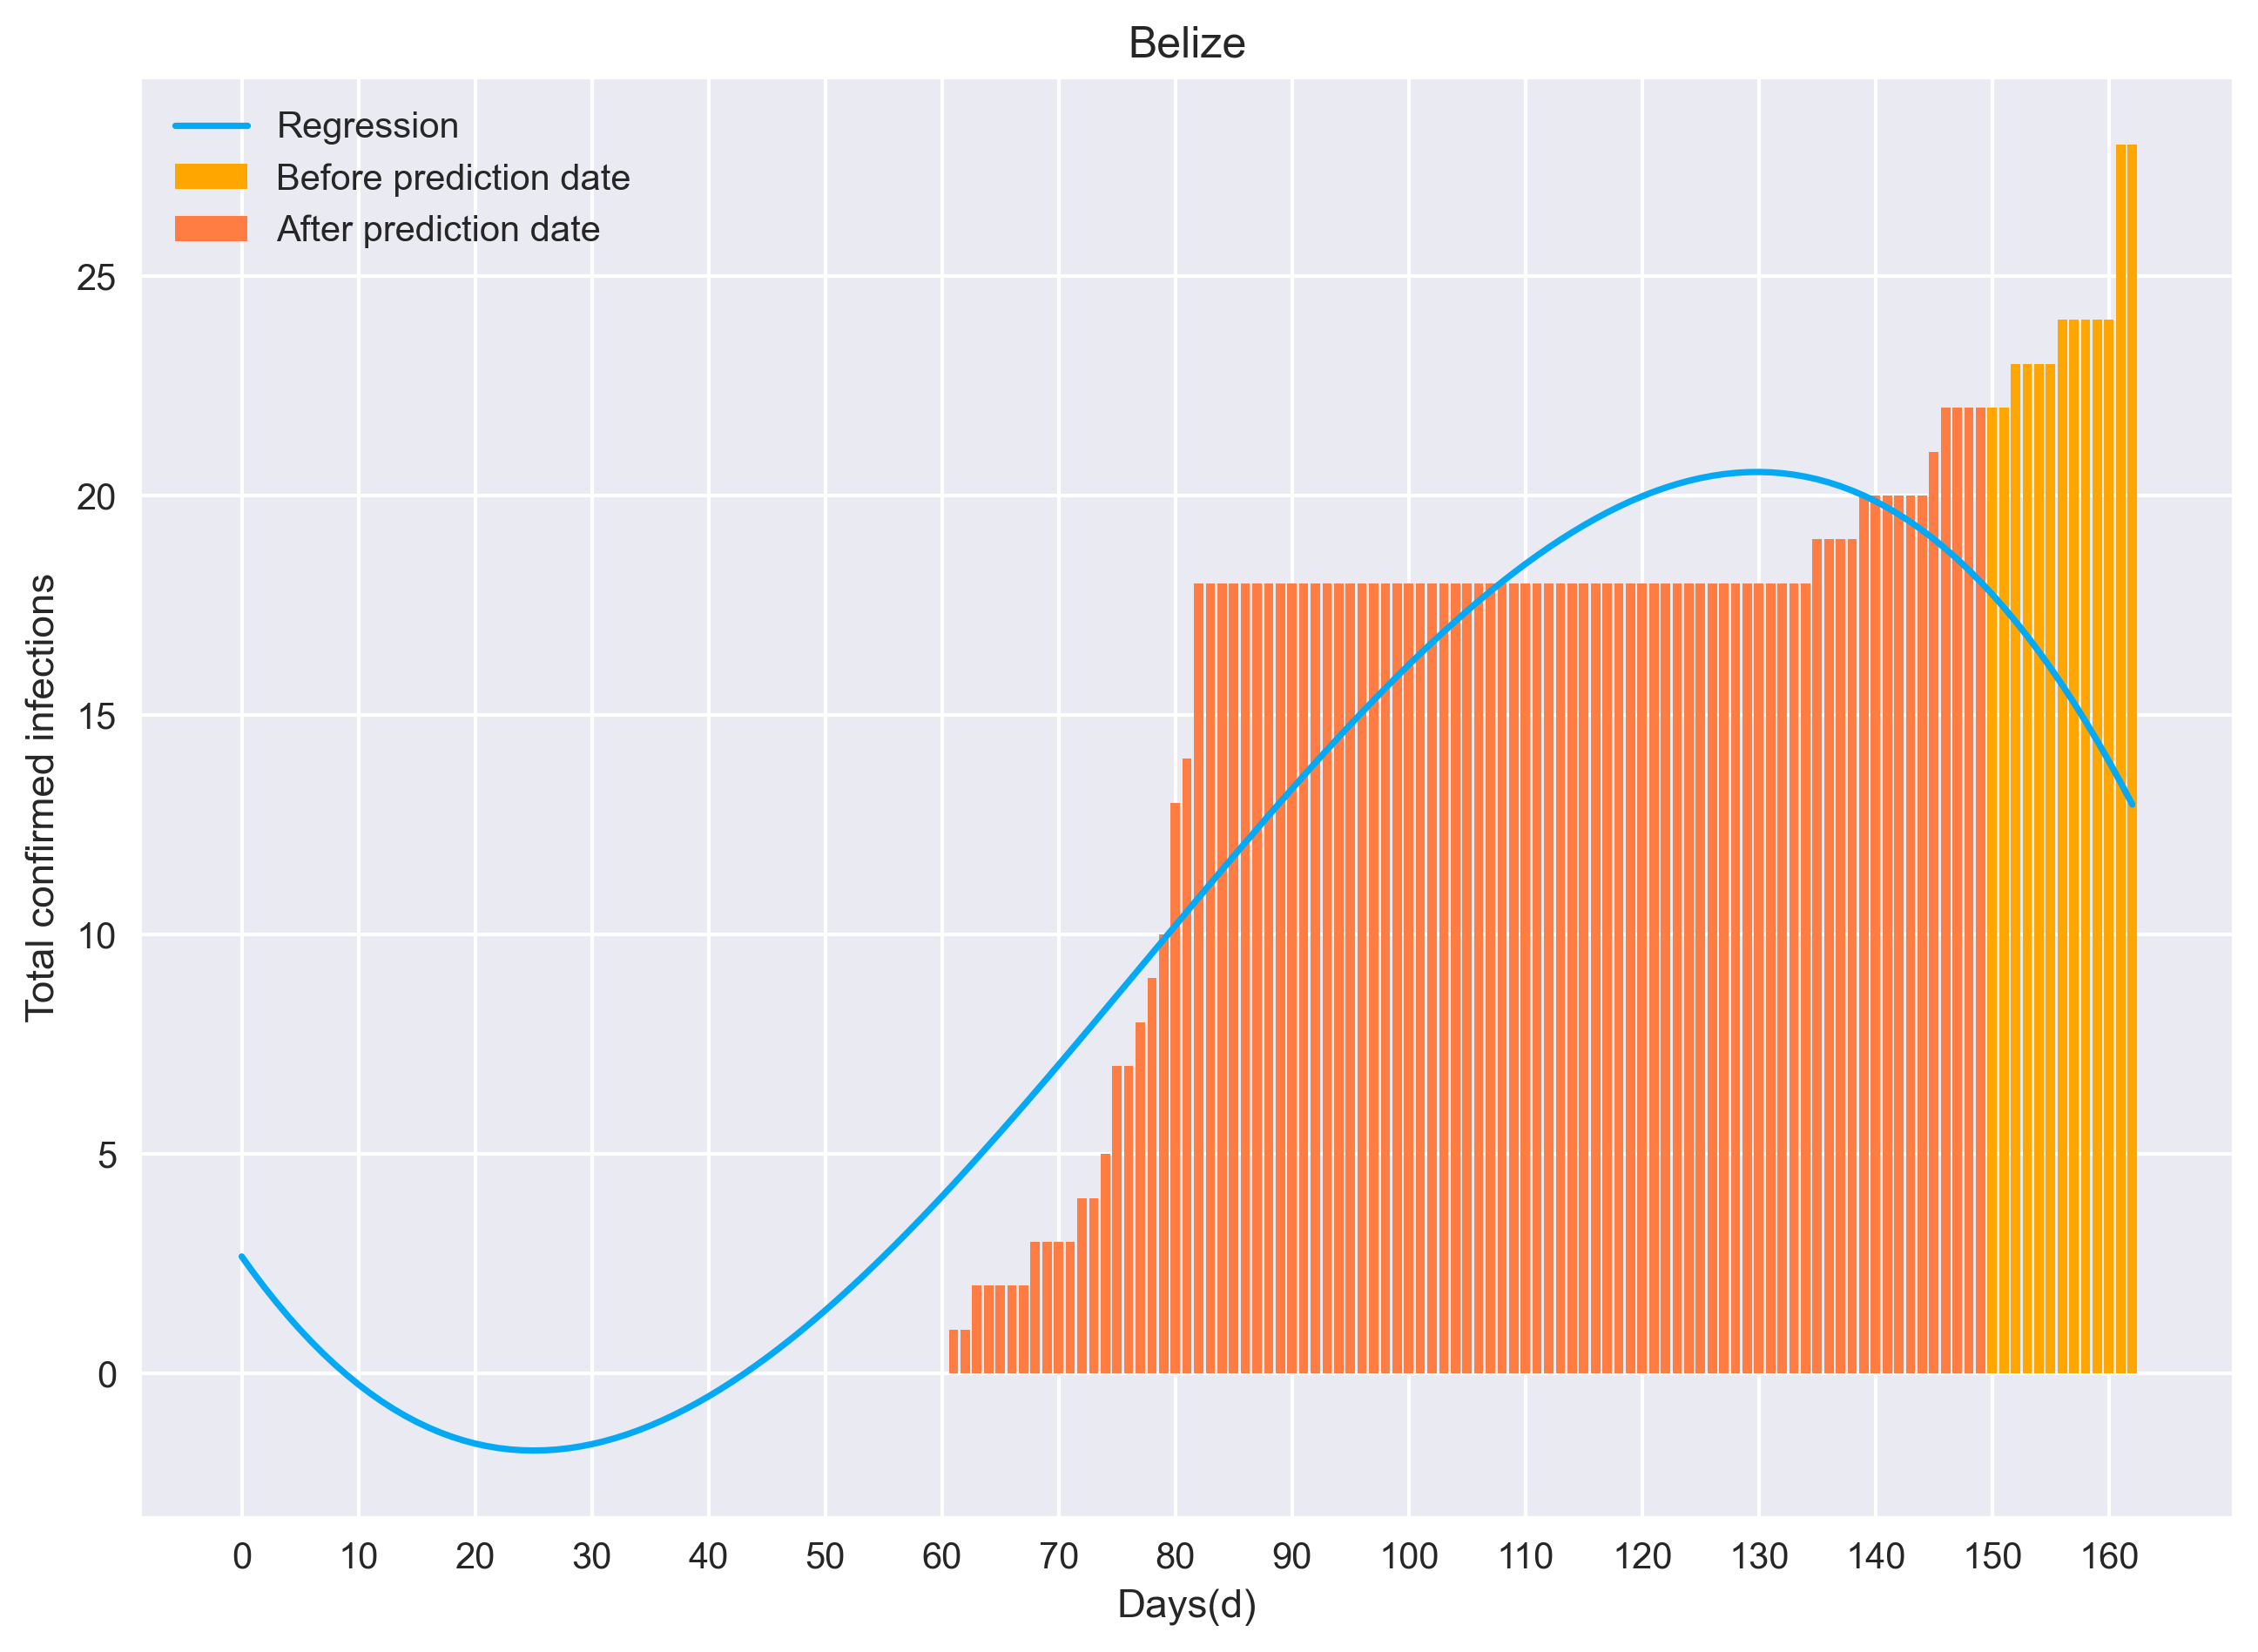 Belize
Regression
Before prediction date
After prediction date
25
20
15
10
5
0
Total confirmed infections
0 10 20 30 40 50 60 70 80 90 100 110 120 130 140 150 160
Days(d)